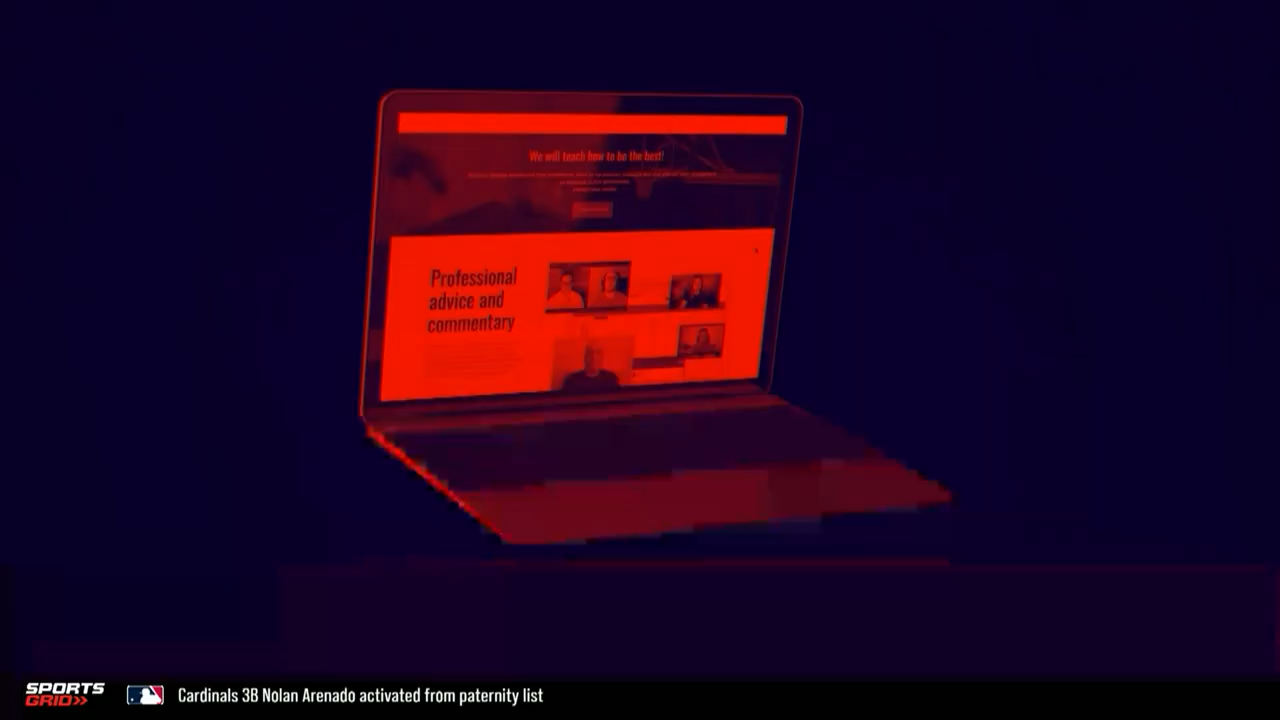 We will teach how to be the best!
Professional
advice and
commentary
SPORTS
GRID
Cardinals 3B Nolan Arenado activated from paternity list